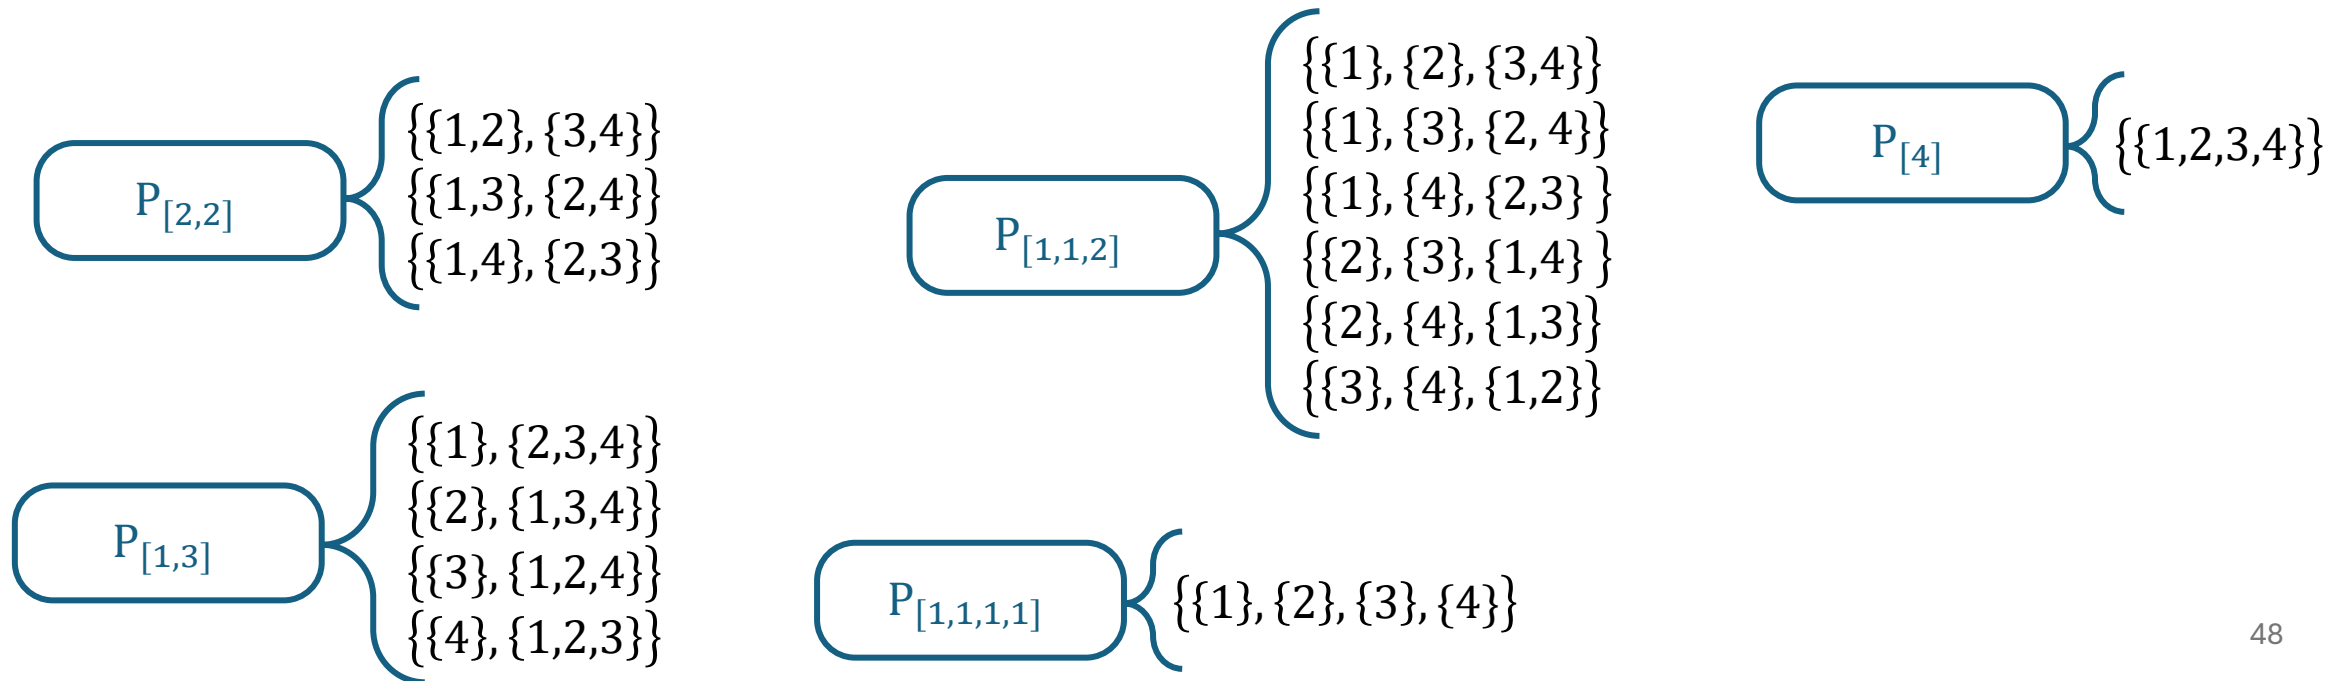 P[2,2]
{{1,2}, {3,4}}
{{1,3}, {2,4}}
{{1,4}, {2,3}}
P[1,1,2]
{{1}, {2}, {3,4}}
{{1}, {3}, {2, 4}}
{{1}, {4}, {2,3} }
{{2}, {3}, {1,4} }
{{2}, {4}, {1,3}}
{{3}, {4}, {1,2}}
P[4]
{{1,2,3,4}}
P[1,3]
{{1}, {2,3,4}}
{{2}, {1,3,4}}
{{3}, {1,2,4}}
{{4}, {1,2,3}}
P[1,1,1,1]
{{1}, {2}, {3}, {4}}
48